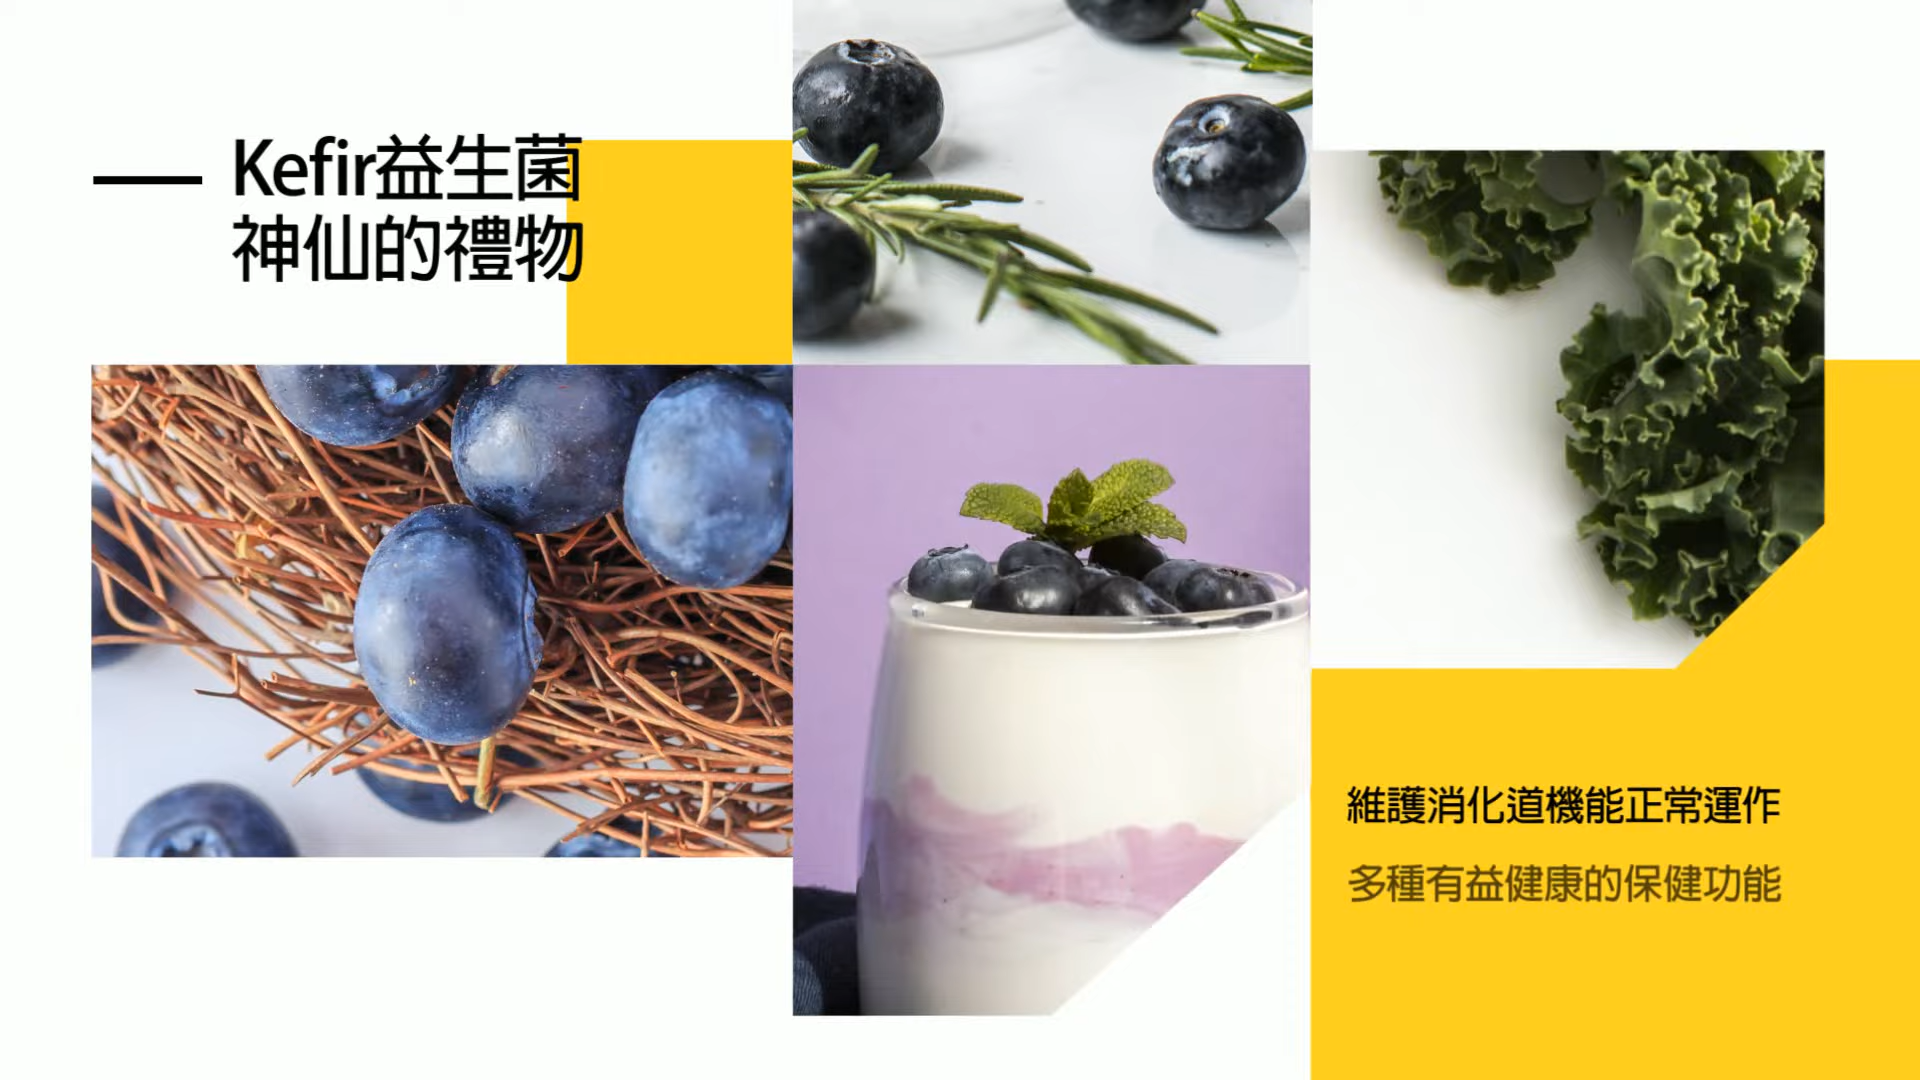 Kefir益生菌
神仙的禮物
維護消化道機能正常運作
多種有益健康的保健功能